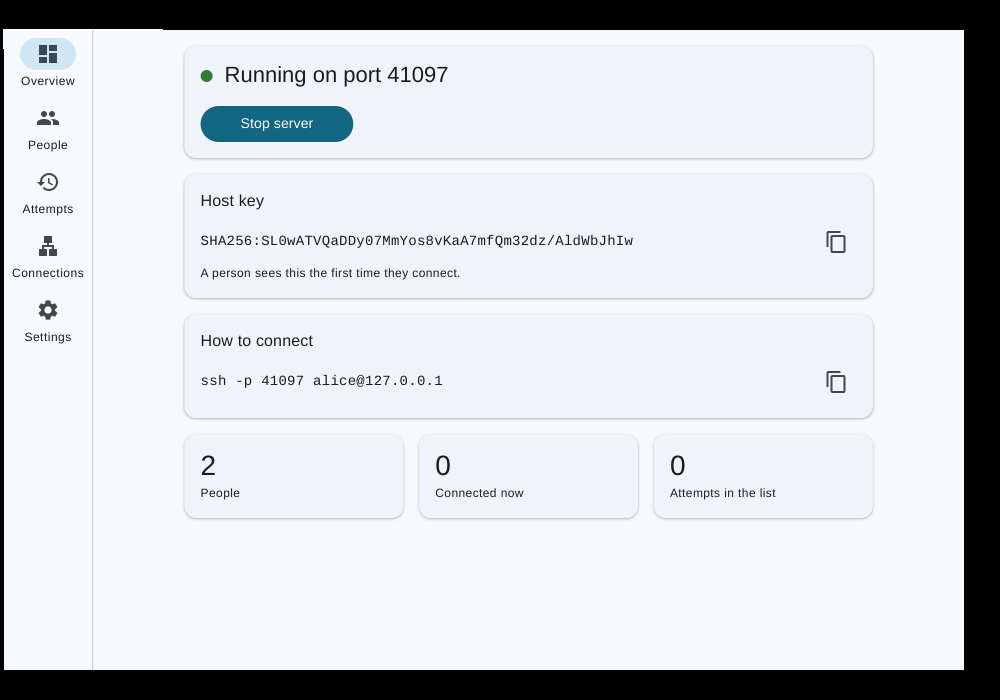 Overview
People
Attempts
Connections
Settings
Running on port 41097
Stop server
Host key
SHA256:SL0wATVQaDDy07MmYos8vKaA7mfQm32dz/AldWbJhIw
A person sees this the first time they connect.
How to connect
ssh -p 41097 alice@127.0.0.1
2
People
0
Connected now
0
Attempts in the list